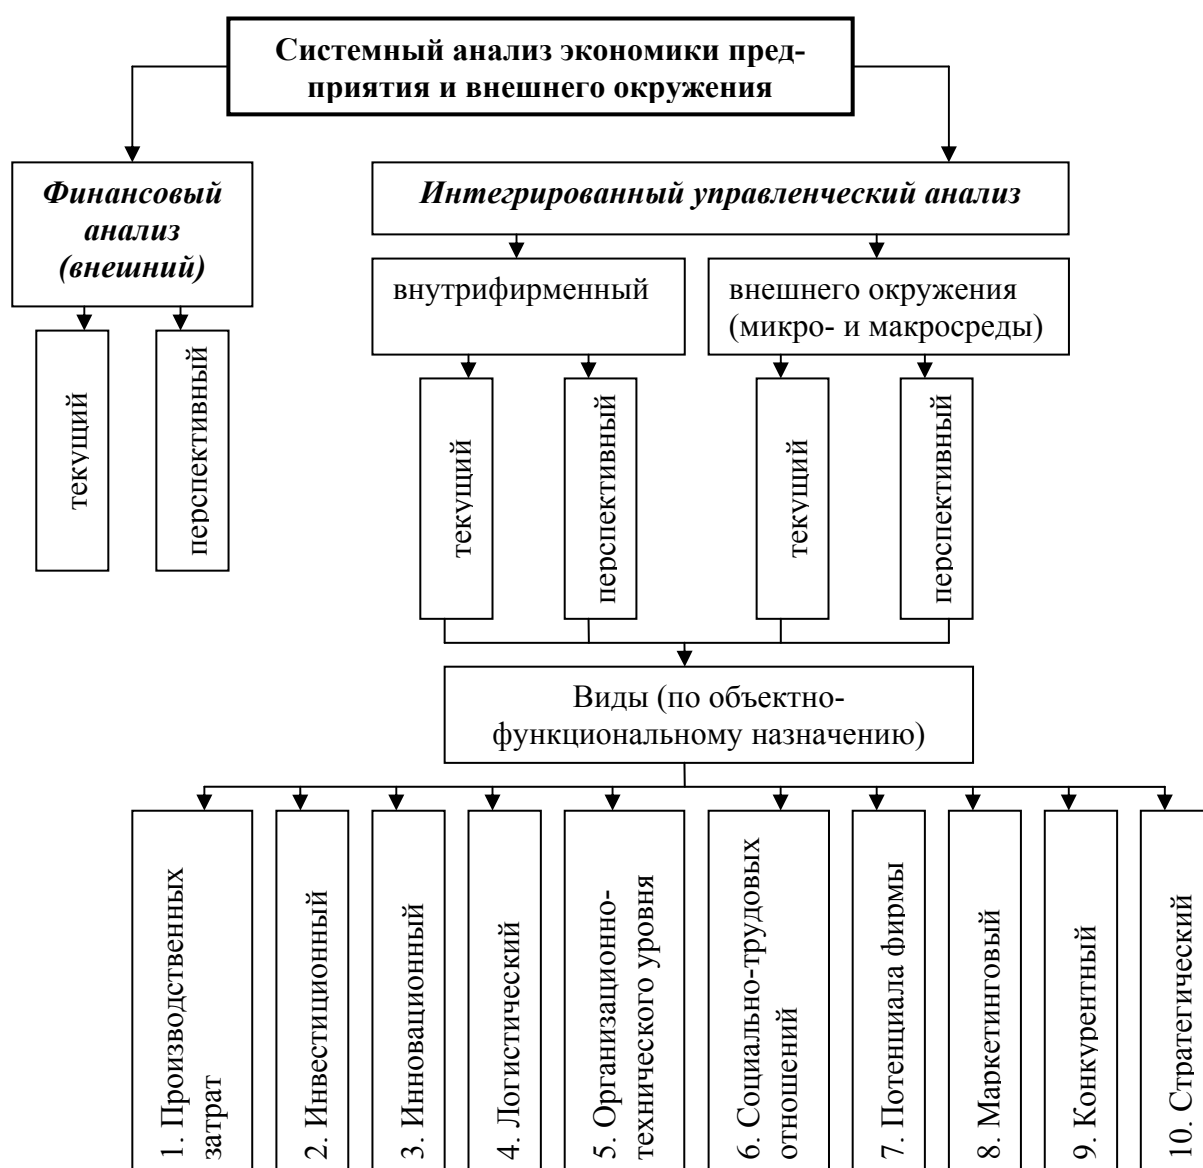 Системный анализ экономики пред-
приятия и внешнего окружения
Финансовый
анализ
(внешний)
Интегрированный управленческий анализ
внутрифирменный
внешнего окружения
(микро- и макросреды)
текущий
перспективный
текущий
перспективный
текущий
перспективный
Виды (по объектно-
функциональному назначению)
1. Производственных
затрат
2. Инвестиционный
3. Инновационный
4. Логистический
5. Организационно-
технического уровня
6. Социально-трудовых
отношений
7. Потенциала фирмы
8. Маркетинговый
9. Конкурентный
10. Стратегический